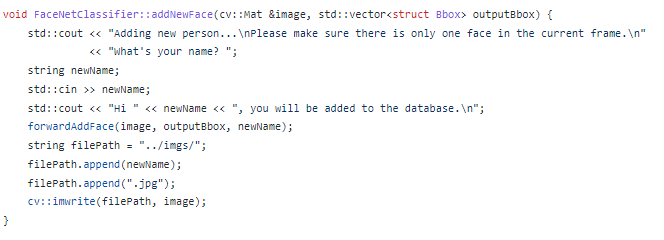 void FaceNetClassifier::addNewFace(cv::Mat &image, std::vector<struct Bbox> outputBbox) {
    std::cout << "Adding new person...\nPlease make sure there is only one face in the current frame.\n"
              << "What's your name? ";
    string newName;
    std::cin >> newName;
    std::cout << "Hi " << newName << ", you will be added to the database.\n";
    forwardAddFace(image, outputBbox, newName);
    string filePath = "../imgs/";
    filePath.append(newName);
    filePath.append(".jpg");
    cv::imwrite(filePath, image);
}